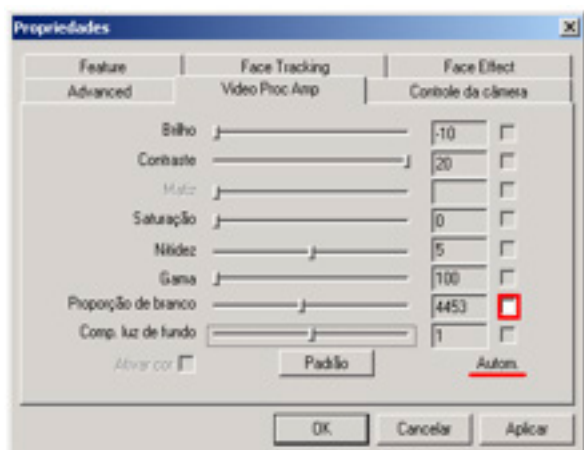 Propriedades
Feature Face Tracking Face Effect
Advanced Video Proc Amp Controle da câmera
Brilho -10
Contraste 20
Matiz
Saturação 0
Nitidez 5
Gama 100
Proporção de branco 4453
Comp. luz de fundo 1
Ativar cor Padrão Autom.
OK Cancelar Aplicar